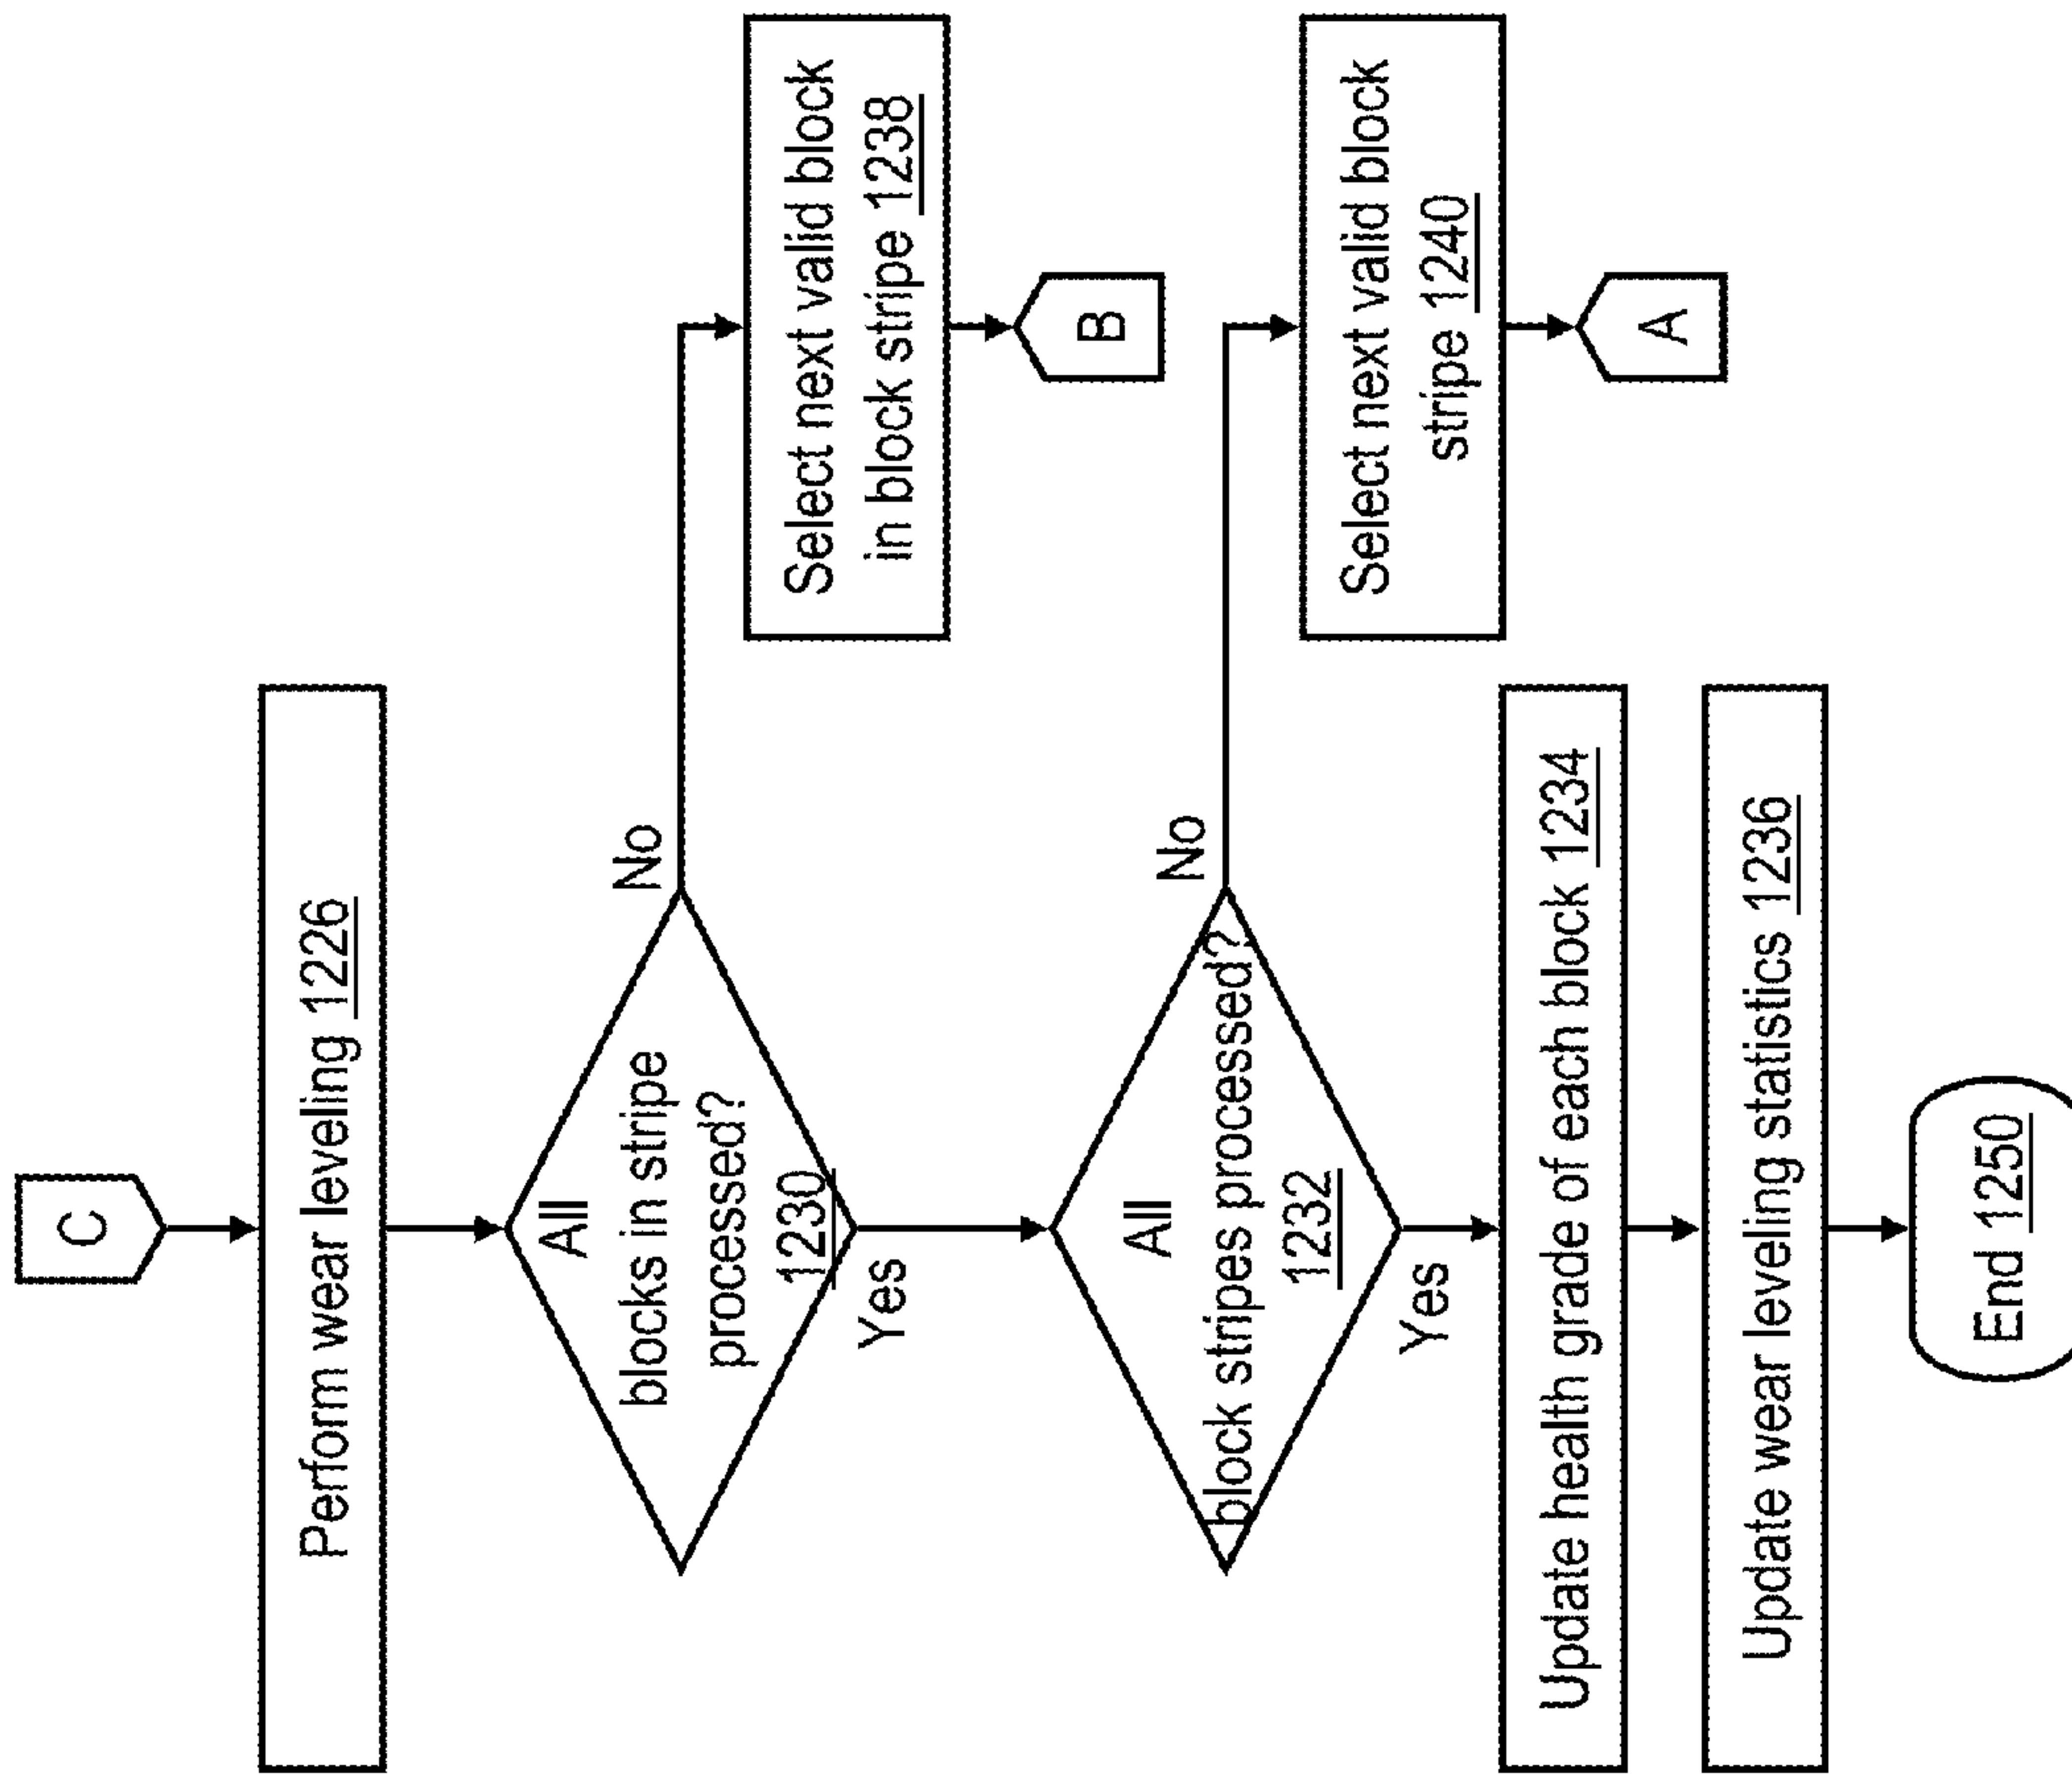 C
Perform wear leveling 1226
All
blocks in stripe
processed?
1230
No
Yes
Select next valid block
in block stripe 1238
B
All
block stripes processed?
1232
No
Yes
Select next valid block
stripe 1240
A
Update health grade of each block 1234
Update wear leveling statistics 1236
End 1250